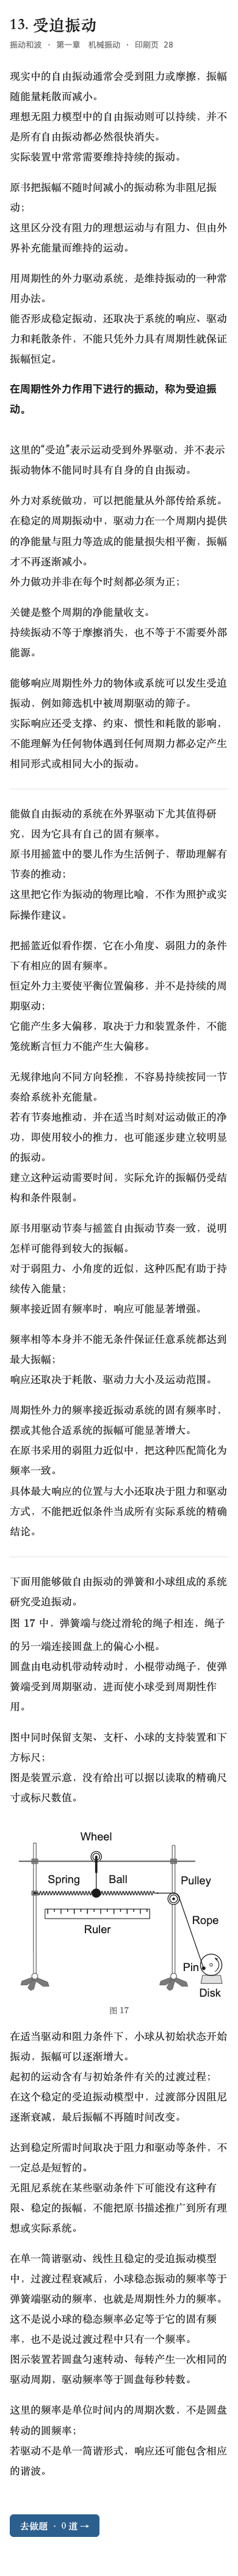 13. 受迫振动
振动和波 · 第一章 机械振动 · 印刷页 28
现实中的自由振动通常会受到阻力或摩擦，振幅
随能量耗散而减小。
理想无阻力模型中的自由振动则可以持续，并不
是所有自由振动都必然很快消失。
实际装置中常常需要维持持续的振动。
原书把振幅不随时间减小的振动称为非阻尼振
动；
这里区分没有阻力的理想运动与有阻力、但由外
界补充能量而维持的运动。
用周期性的外力驱动系统，是维持振动的一种常
用办法。
能否形成稳定振动，还取决于系统的响应、驱动
力和耗散条件，不能只凭外力具有周期性就保证
振幅恒定。
在周期性外力作用下进行的振动，称为受迫振
动。
这里的“受迫”表示运动受到外界驱动，并不表示
振动物体不能同时具有自身的自由振动。
外力对系统做功，可以把能量从外部传给系统。
在稳定的周期振动中，驱动力在一个周期内提供
的净能量与阻力等造成的能量损失相平衡，振幅
才不再逐渐减小。
外力做功并非在每个时刻都必须为正；
关键是整个周期的净能量收支。
持续振动不等于摩擦消失，也不等于不需要外部
能源。
能够响应周期性外力的物体或系统可以发生受迫
振动，例如筛选机中被周期驱动的筛子。
实际响应还受支撑、约束、惯性和耗散的影响，
不能理解为任何物体遇到任何周期力都必定产生
相同形式或相同大小的振动。
能做自由振动的系统在外界驱动下尤其值得研
究，因为它具有自己的固有频率。
原书用摇篮中的婴儿作为生活例子，帮助理解有
节奏的推动；
这里把它作为振动的物理比喻，不作为照护或实
际操作建议。
把摇篮近似看作摆，它在小角度、弱阻力的条件
下有相应的固有频率。
恒定外力主要使平衡位置偏移，并不是持续的周
期驱动；
它能产生多大偏移，取决于力和装置条件，不能
笼统断言恒力不能产生大偏移。
无规律地向不同方向轻推，不容易持续按同一节
奏给系统补充能量。
若有节奏地推动，并在适当时刻对运动做正的净
功，即使用较小的推力，也可能逐步建立较明显
的振动。
建立这种运动需要时间，实际允许的振幅仍受结
构和条件限制。
原书用驱动节奏与摇篮自由振动节奏一致，说明
怎样可能得到较大的振幅。
对于弱阻力、小角度的近似，这种匹配有助于持
续传入能量；
频率接近固有频率时，响应可能显著增强。
频率相等本身并不能无条件保证任意系统都达到
最大振幅；
响应还取决于耗散、驱动力大小及运动范围。
周期性外力的频率接近振动系统的固有频率时，
摆或其他合适系统的振幅可能显著增大。
在原书采用的弱阻力近似中，把这种匹配简化为
频率一致。
具体最大响应的位置与大小还取决于阻力和驱动
方式，不能把近似条件当成所有实际系统的精确
结论。
下面用能够做自由振动的弹簧和小球组成的系统
研究受迫振动。
图 17 中，弹簧端与绕过滑轮的绳子相连，绳子
的另一端连接圆盘上的偏心小棍。
圆盘由电动机带动转动时，小棍带动绳子，使弹
簧端受到周期驱动，进而使小球受到周期性作
用。
图中同时保留支架、支杆、小球的支持装置和下
方标尺；
图是装置示意，没有给出可以据以读取的精确尺
寸或标尺数值。
Wheel
Spring
Ball
Pulley
Ruler
Rope
Pin
Disk
图 17
在适当驱动和阻力条件下，小球从初始状态开始
振动，振幅可以逐渐增大。
起初的运动含有与初始条件有关的过渡过程；
在这个稳定的受迫振动模型中，过渡部分因阻尼
逐渐衰减，最后振幅不再随时间改变。
达到稳定所需时间取决于阻力和驱动等条件，不
一定总是短暂的。
无阻尼系统在某些驱动条件下可能没有这种有
限、稳定的振幅，不能把原书描述推广到所有理
想或实际系统。
在单一简谐驱动、线性且稳定的受迫振动模型
中，过渡过程衰减后，小球稳态振动的频率等于
弹簧端驱动的频率，也就是周期性外力的频率。
这不是说小球的稳态频率必定等于它的固有频
率，也不是说过渡过程中只有一个频率。
图示装置若圆盘匀速转动、每转产生一次相同的
驱动周期，驱动频率等于圆盘每秒转数。
这里的频率是单位时间内的周期次数，不是圆盘
转动的圆频率；
若驱动不是单一简谐形式，响应还可能包含相应
的谐波。
去做题 · 0 道 →